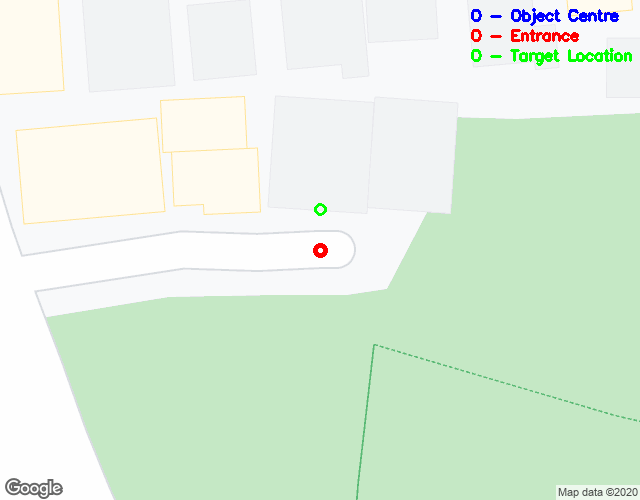 O - Object Centre
O - Entrance
O - Target Location
Google
Map data ©2020